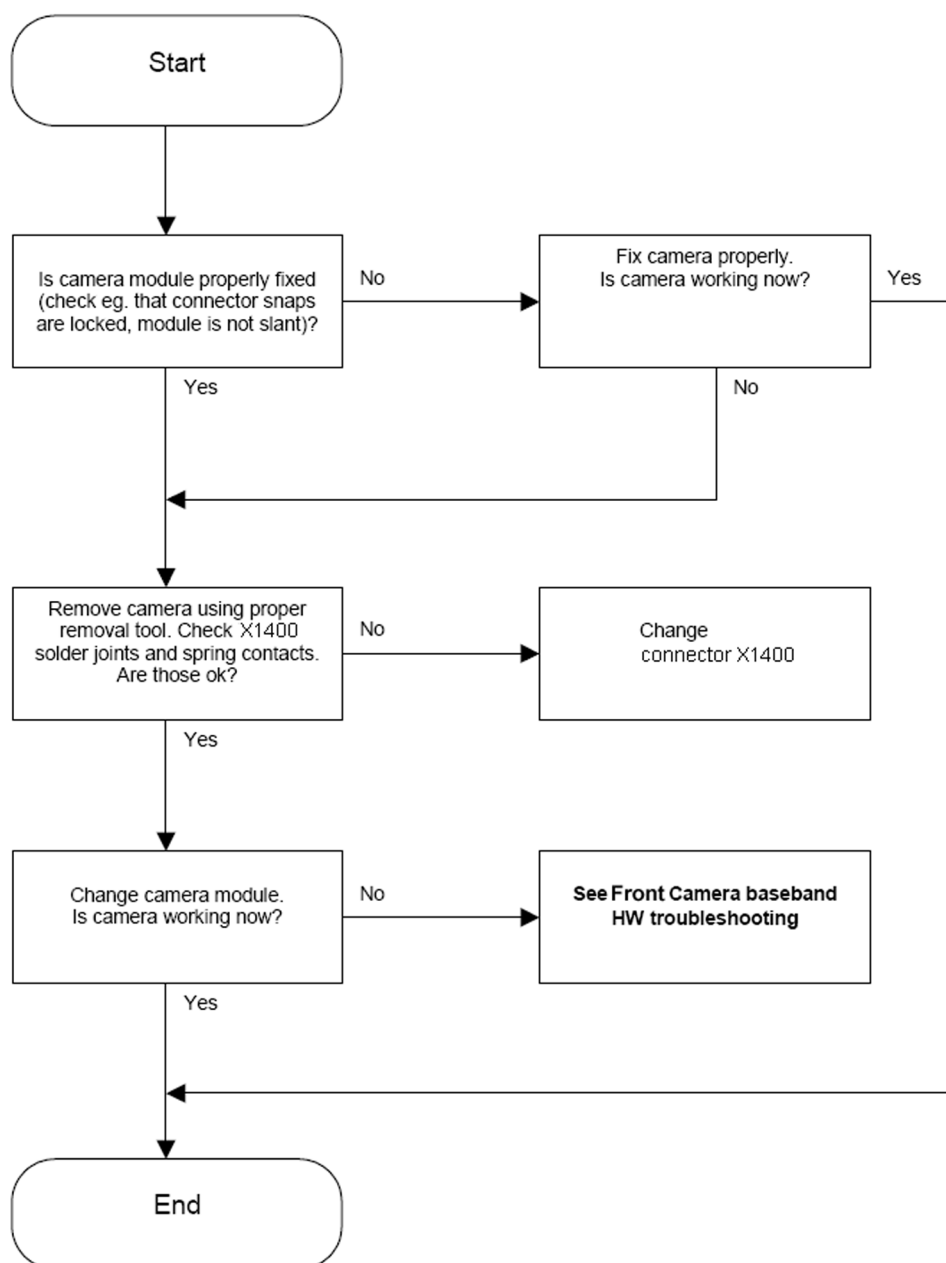 Start
Is camera module properly fixed
(check eg. that connector snaps
are locked, module is not slant)?
No
Fix camera properly.
Is camera working now?
Yes
Yes
No
Remove camera using proper
removal tool. Check X1400
solder joints and spring contacts.
Are those ok?
No
Change
connector X1400
Yes
Change camera module.
Is camera working now?
No
See Front Camera baseband
HW troubleshooting
Yes
End